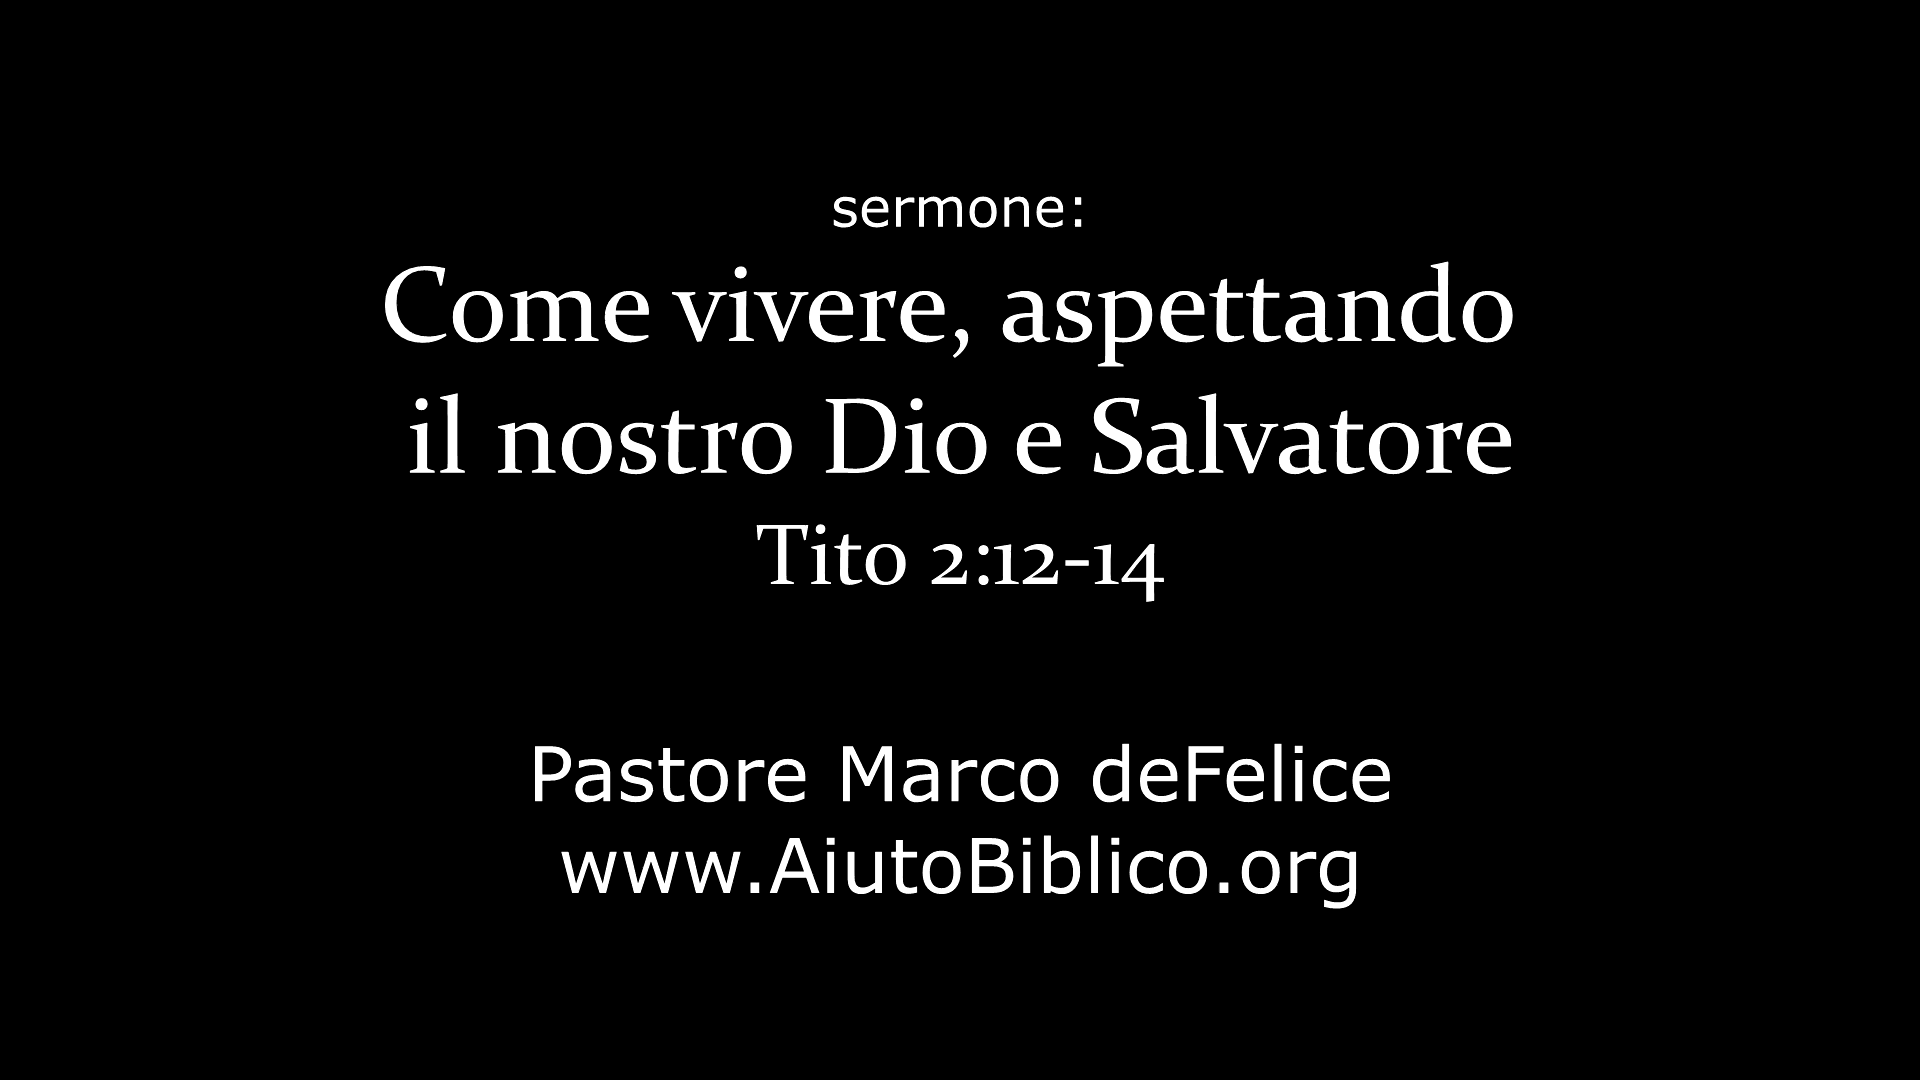 sermone:
Come vivere, aspettando
il nostro Dio e Salvatore
Tito 2:12-14
Pastore Marco deFelice
www.AiutoBiblico.org